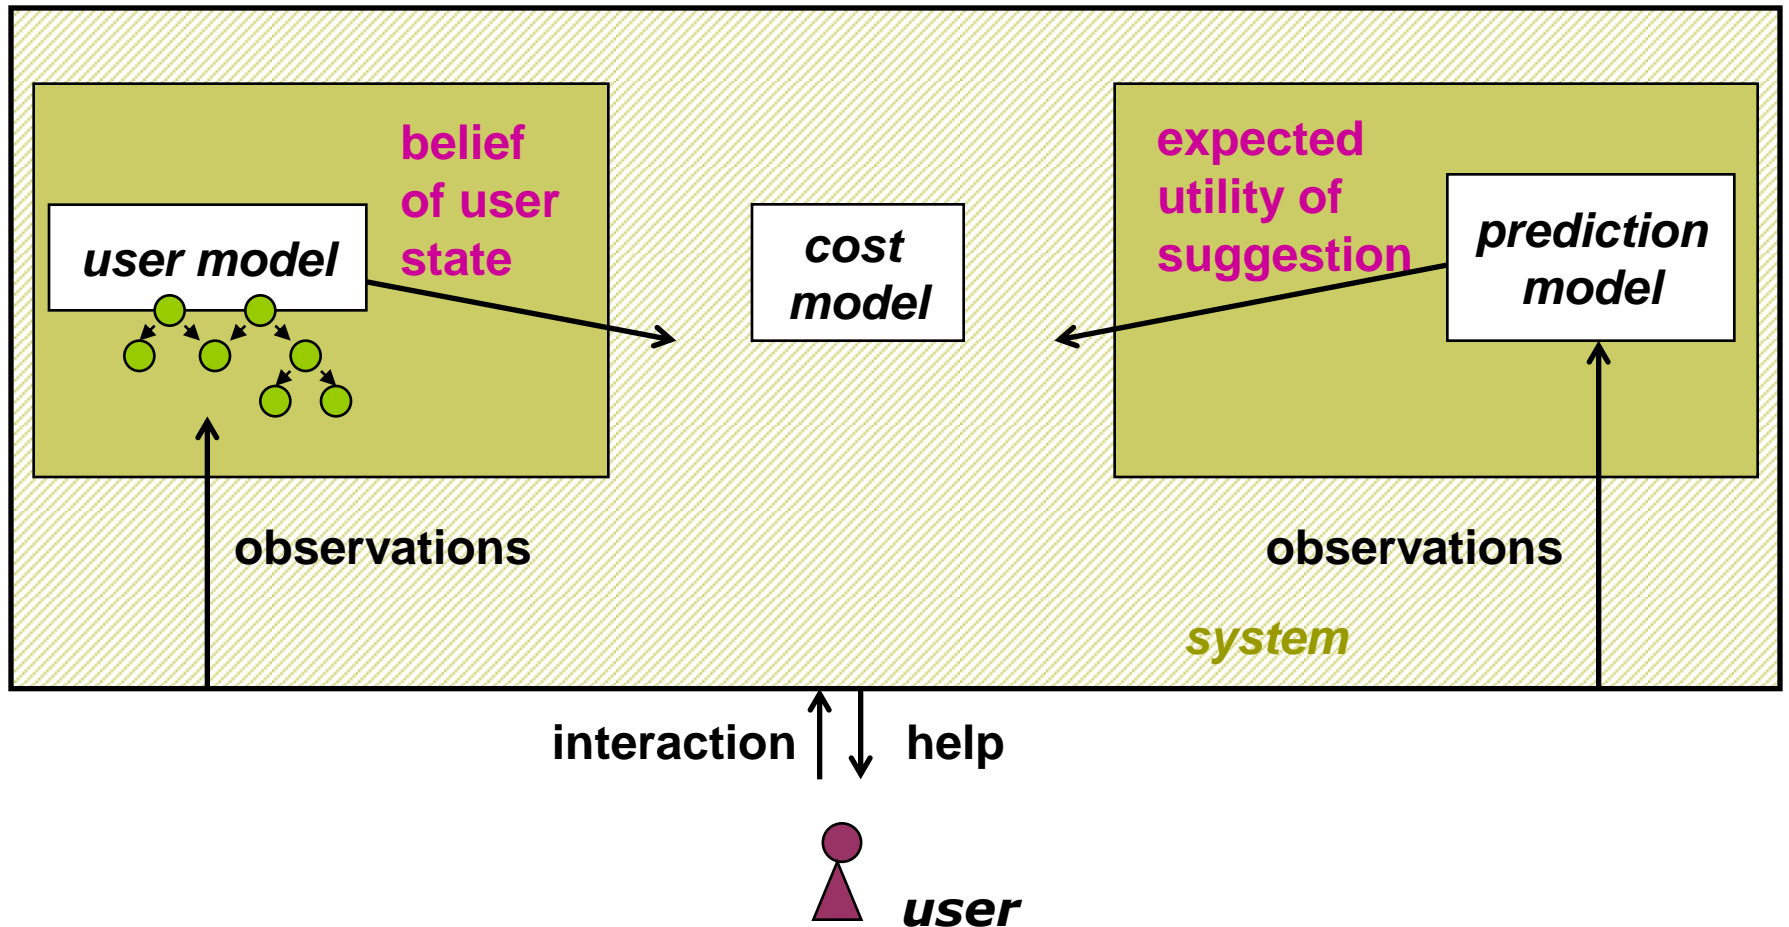 belief
of user
state
user model
cost
model
expected
utility of
suggestion
prediction
model
observations
observations
system
interaction
help
user